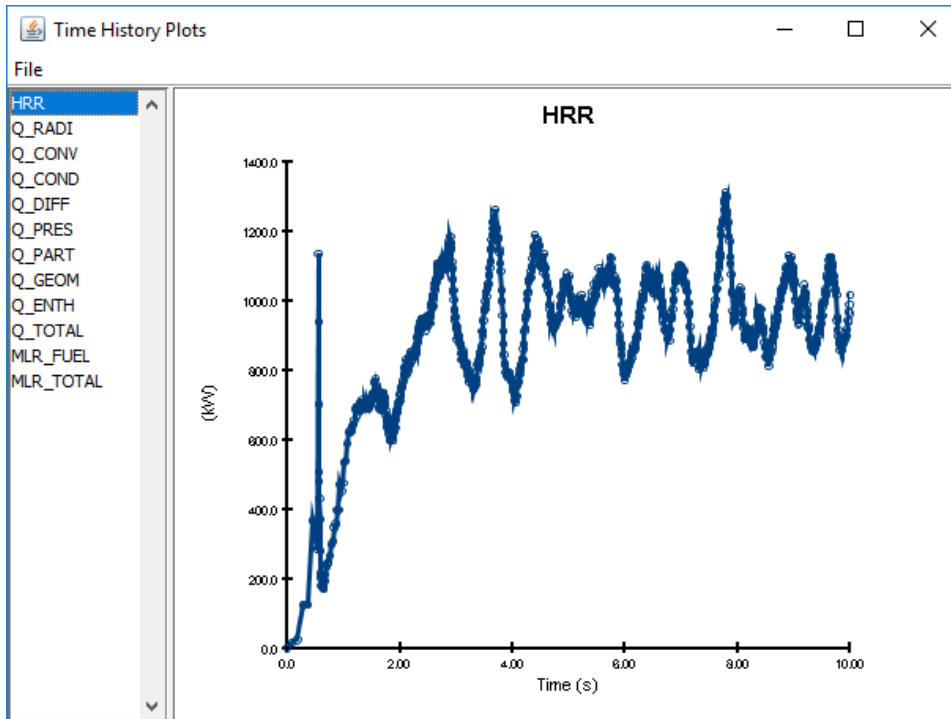 Time History Plots
File
HRR
Q_RADI
Q_CONV
Q_COND
Q_DIFF
Q_PRES
Q_PART
Q_GEOM
Q_ENTH
Q_TOTAL
MLR_FUEL
MLR_TOTAL
HRR
1400.0
1200.0
1000.0
800.0
600.0
400.0
200.0
0.0
(kW)
0.0 2.00 4.00 6.00 8.00 10.00
Time (s)